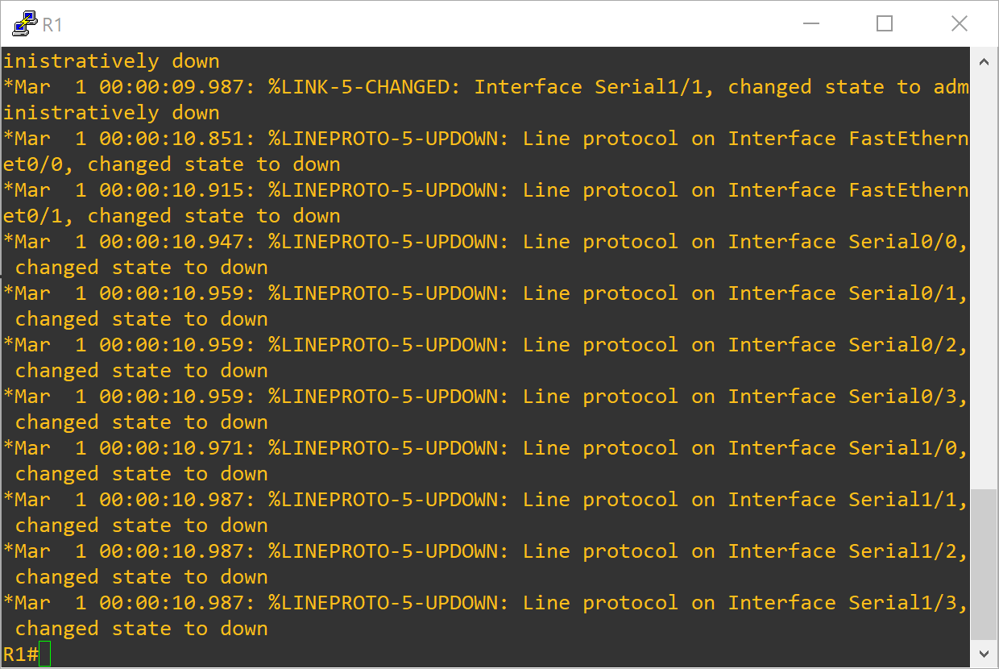 R1
inistratively down
*Mar  1 00:00:09.987: %LINK-5-CHANGED: Interface Serial1/1, changed state to adm
inistratively down
*Mar  1 00:00:10.851: %LINEPROTO-5-UPDOWN: Line protocol on Interface FastEthern
et0/0, changed state to down
*Mar  1 00:00:10.915: %LINEPROTO-5-UPDOWN: Line protocol on Interface FastEthern
et0/1, changed state to down
*Mar  1 00:00:10.947: %LINEPROTO-5-UPDOWN: Line protocol on Interface Serial0/0,
 changed state to down
*Mar  1 00:00:10.959: %LINEPROTO-5-UPDOWN: Line protocol on Interface Serial0/1,
 changed state to down
*Mar  1 00:00:10.959: %LINEPROTO-5-UPDOWN: Line protocol on Interface Serial0/2,
 changed state to down
*Mar  1 00:00:10.959: %LINEPROTO-5-UPDOWN: Line protocol on Interface Serial0/3,
 changed state to down
*Mar  1 00:00:10.971: %LINEPROTO-5-UPDOWN: Line protocol on Interface Serial1/0,
 changed state to down
*Mar  1 00:00:10.987: %LINEPROTO-5-UPDOWN: Line protocol on Interface Serial1/1,
 changed state to down
*Mar  1 00:00:10.987: %LINEPROTO-5-UPDOWN: Line protocol on Interface Serial1/2,
 changed state to down
*Mar  1 00:00:10.987: %LINEPROTO-5-UPDOWN: Line protocol on Interface Serial1/3,
 changed state to down
R1#